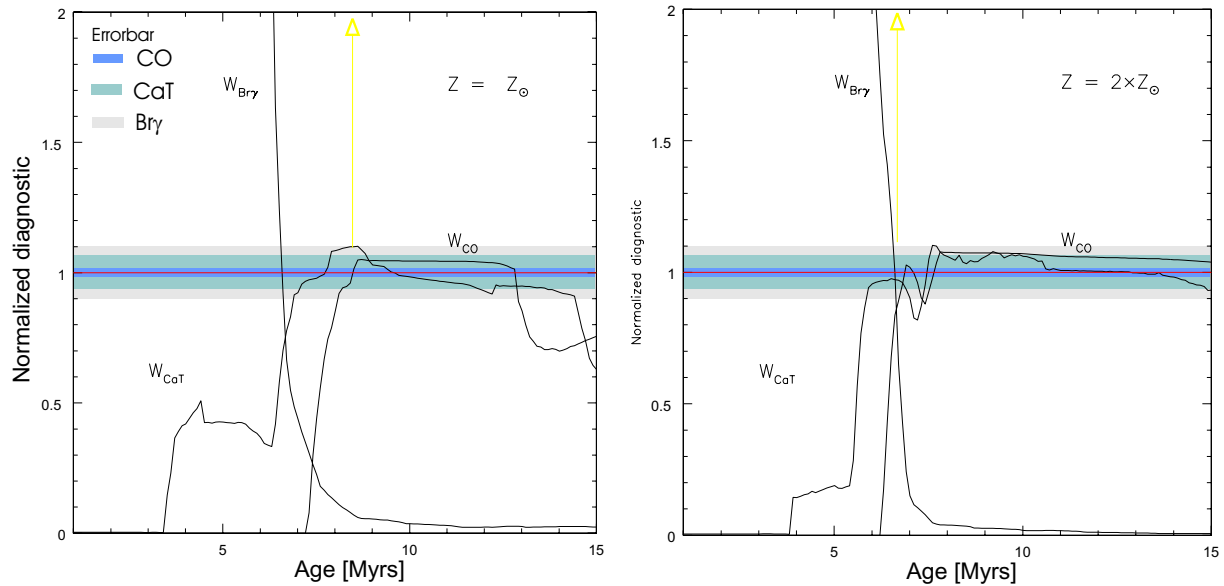 Errorbar
CO
CaT
Brγ
W_Brγ
Z = Z_⊙
W_CO
W_CaT
Normalized diagnostic
2
1.5
1
0.5
0
5
10
15
Age [Myrs]
W_Brγ
Z = 2×Z_⊙
W_CO
W_CaT
Normalized diagnostic
2
1.5
1
0.5
0
5
10
15
Age [Myrs]